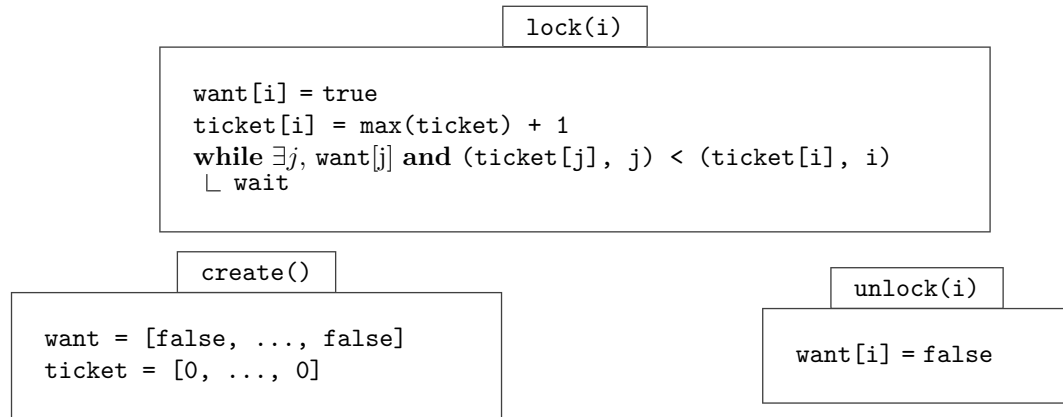 lock(i)
want[i] = true
ticket[i] = max(ticket) + 1
while ∃j, want[j] and (ticket[j], j) < (ticket[i], i)
wait
create()
want = [false, ..., false]
ticket = [0, ..., 0]
unlock(i)
want[i] = false